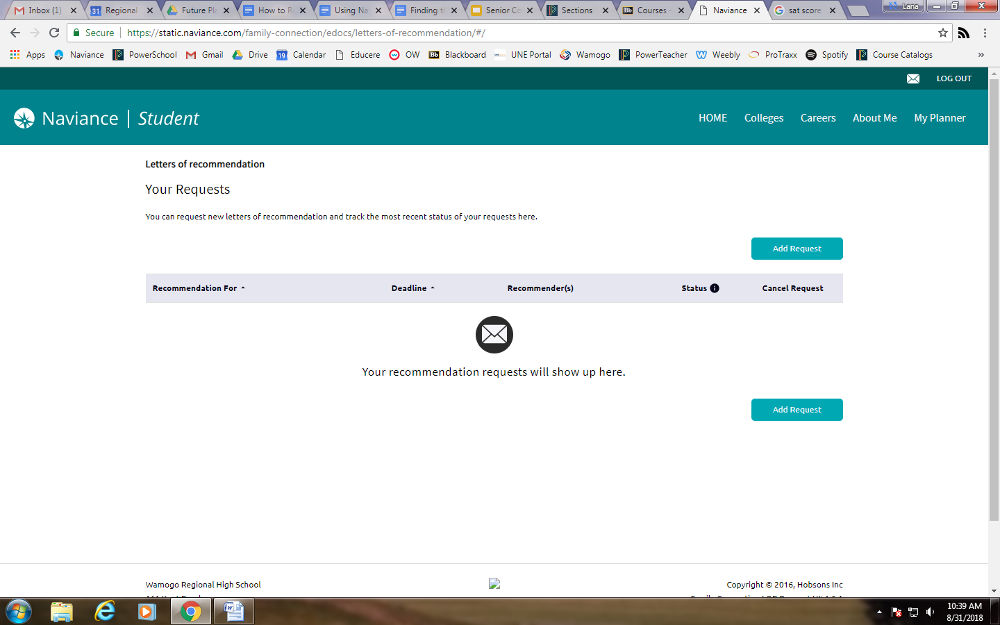 Inbox (1)
Regional
Future Pla
How to R
Using Na
Finding t
Senior Co
Sections
Courses -
Naviance
sat score
Lana
Secure
https://static.naviance.com/family-connection/edocs/letters-of-recommendation/#/
Apps
Naviance
PowerSchool
Gmail
Drive
Calendar
Educere
OW
Blackboard
UNE Portal
Wamogo
PowerTeacher
Weebly
ProTraxx
Spotify
Course Catalogs
LOG OUT
Naviance | Student
HOME
Colleges
Careers
About Me
My Planner
Letters of recommendation
Your Requests
You can request new letters of recommendation and track the most recent status of your requests here.
Add Request
Recommendation For
Deadline
Recommender(s)
Status
Cancel Request
Your recommendation requests will show up here.
Add Request
Wamogo Regional High School
Copyright © 2016, Hobsons Inc
10:39 AM
8/31/2018